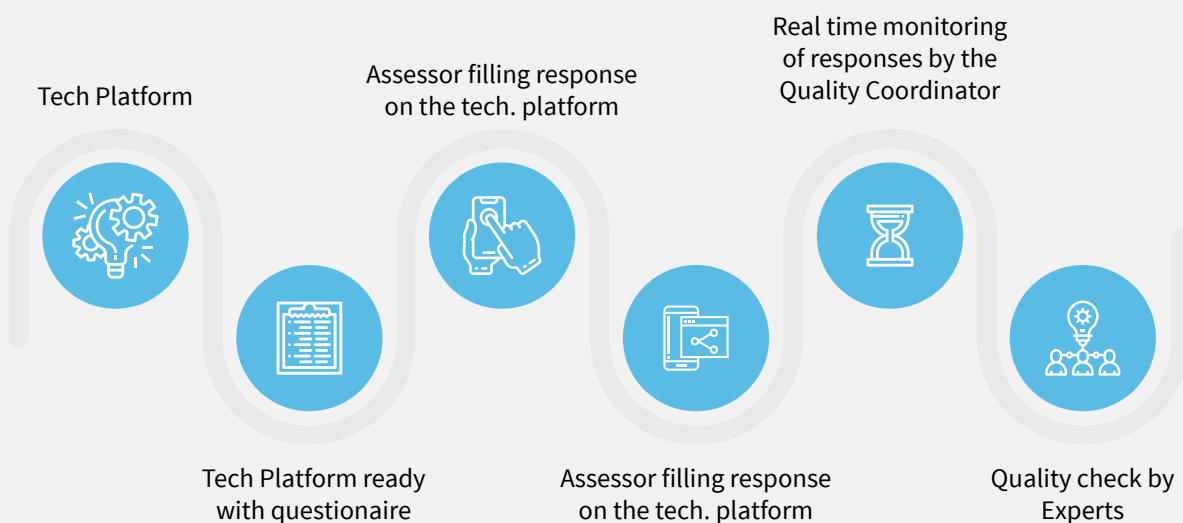 Tech Platform
Tech Platform ready
with questionaire
Assessor filling response
on the tech. platform
Assessor filling response
on the tech. platform
Real time monitoring
of responses by the
Quality Coordinator
Quality check by
Experts